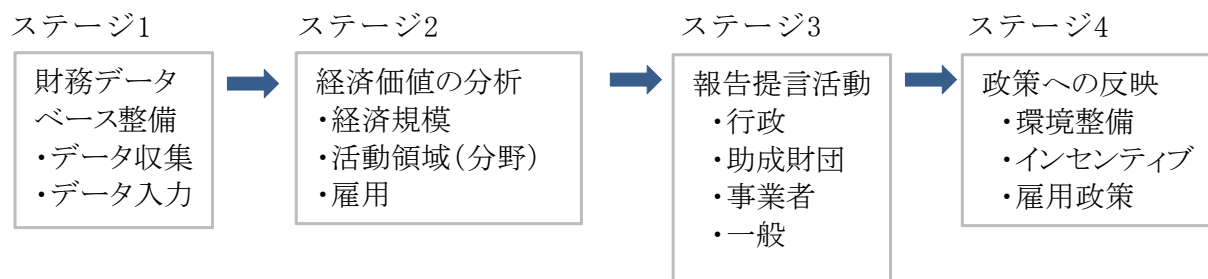 ステージ1
財務データ
ベース整備
・データ収集
・データ入力
ステージ2
経済価値の分析
・経済規模
・活動領域(分野)
・雇用
ステージ3
報告提言活動
・行政
・助成財団
・事業者
・一般
ステージ4
政策への反映
・環境整備
・インセンティブ
・雇用政策